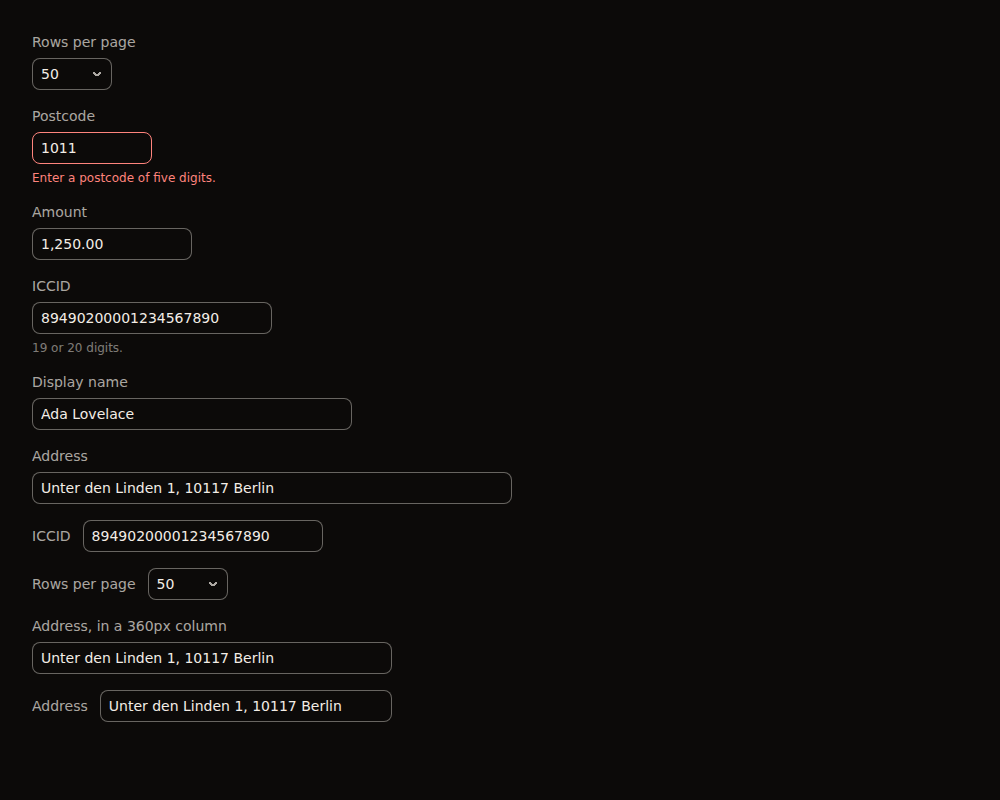 Rows per page
50
Postcode
1011
Enter a postcode of five digits.
Amount
1,250.00
ICCID
89490200001234567890
19 or 20 digits.
Display name
Ada Lovelace
Address
Unter den Linden 1, 10117 Berlin
ICCID 89490200001234567890
Rows per page 50
Address, in a 360px column
Unter den Linden 1, 10117 Berlin
Address Unter den Linden 1, 10117 Berlin